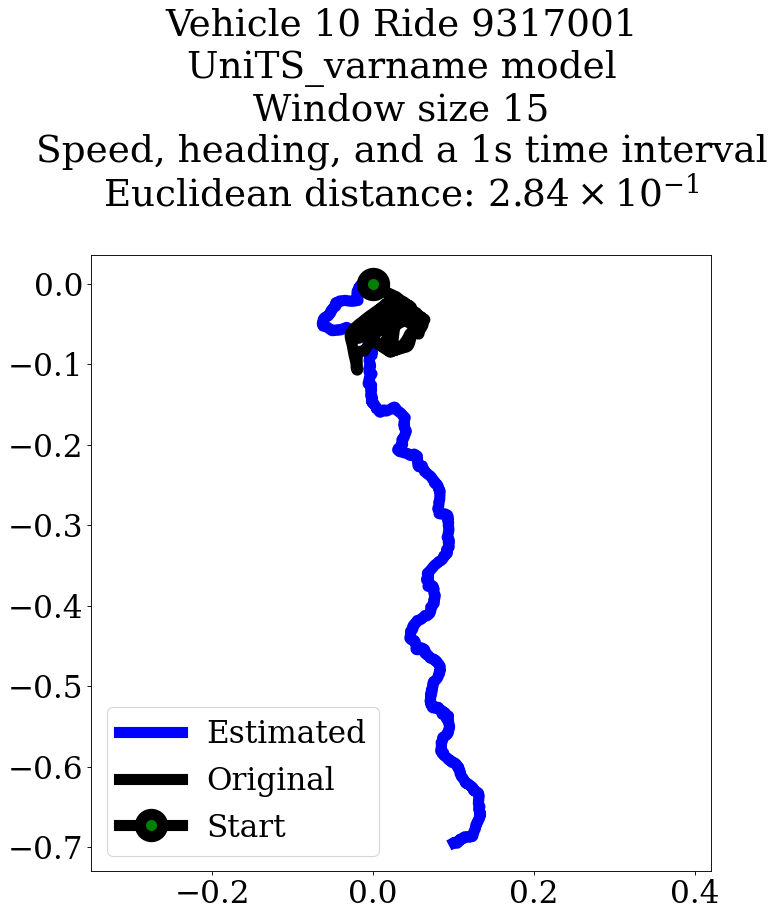 Vehicle 10 Ride 9317001
UniTS_varname model
Window size 15
Speed, heading, and a 1s time interval
Euclidean distance: 2.84 × 10⁻¹
0.0
−0.1
−0.2
−0.3
−0.4
−0.5
−0.6
−0.7
Estimated
Original
Start
−0.2 0.0 0.2 0.4